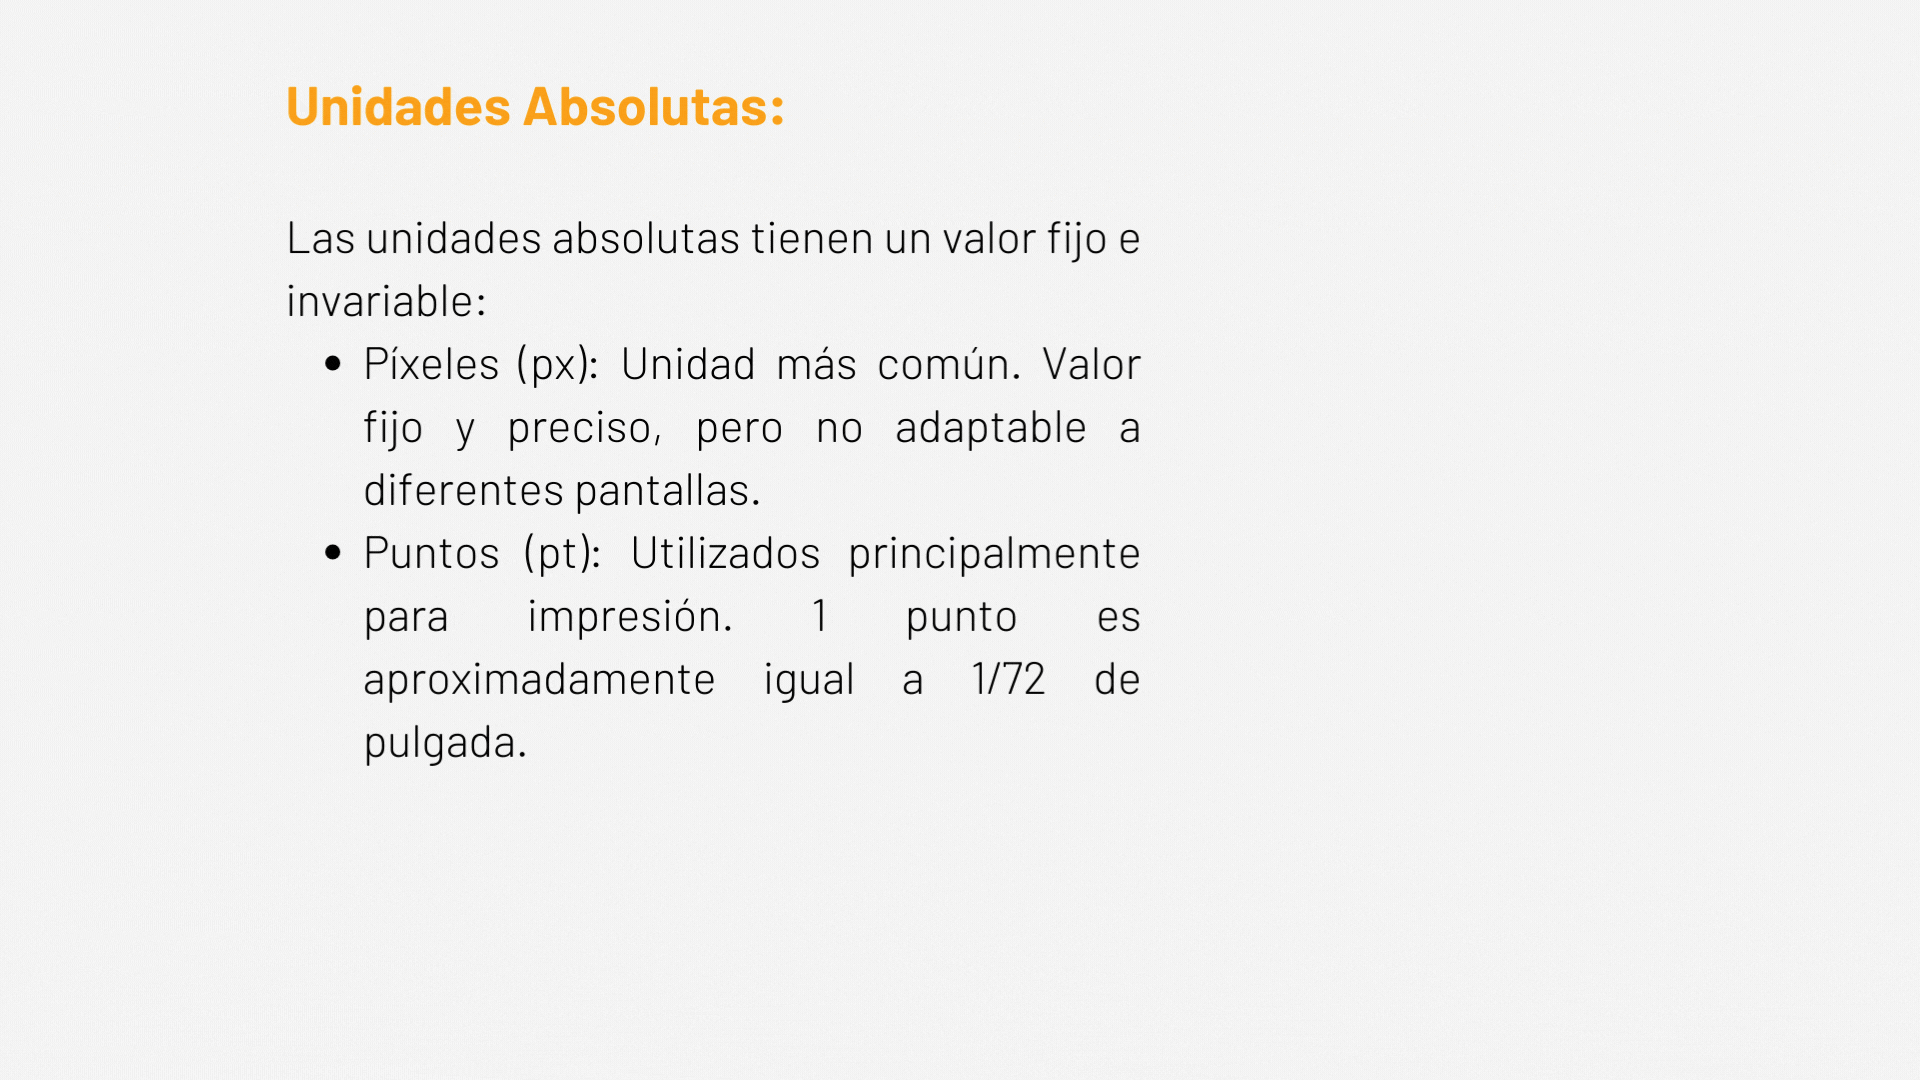 Unidades Absolutas:
Las unidades absolutas tienen un valor fijo e
invariable:
• Píxeles (px): Unidad más común. Valor
fijo y preciso, pero no adaptable a
diferentes pantallas.
• Puntos (pt): Utilizados principalmente
para impresión. 1 punto es
aproximadamente igual a 1/72 de
pulgada.